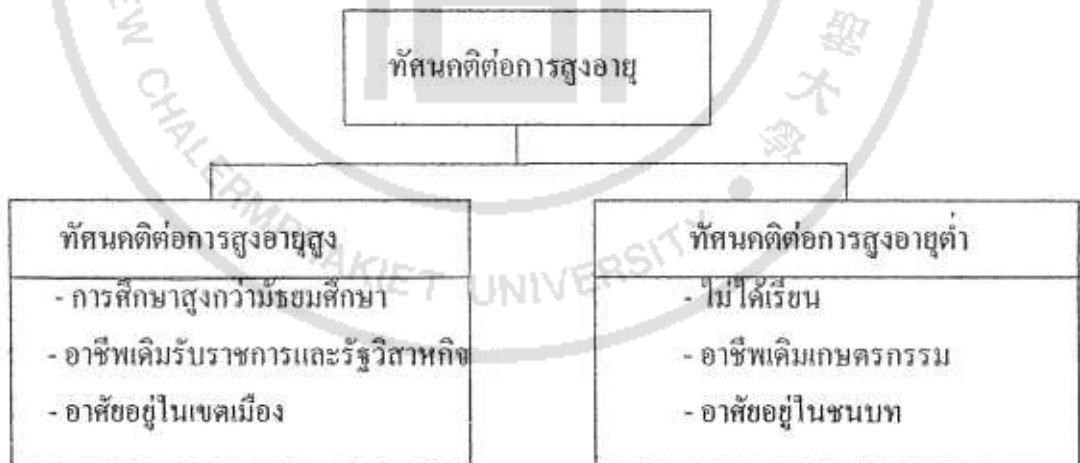 ทัศนคติต่อการสูงอายุ
ทัศนคติต่อการสูงอายุสูง
- การศึกษาสูงกว่ามัธยมศึกษา
- อาชีพเดิมรับราชการและรัฐวิสาหกิจ
- อาศัยอยู่ในเขตเมือง
ทัศนคติต่อการสูงอายุต่ำ
- ไม่ได้เรียน
- อาชีพเดิมเกษตรกรรม
- อาศัยอยู่ในชนบท
CHALERMPRAKIET UNIVERSITY
聖大學